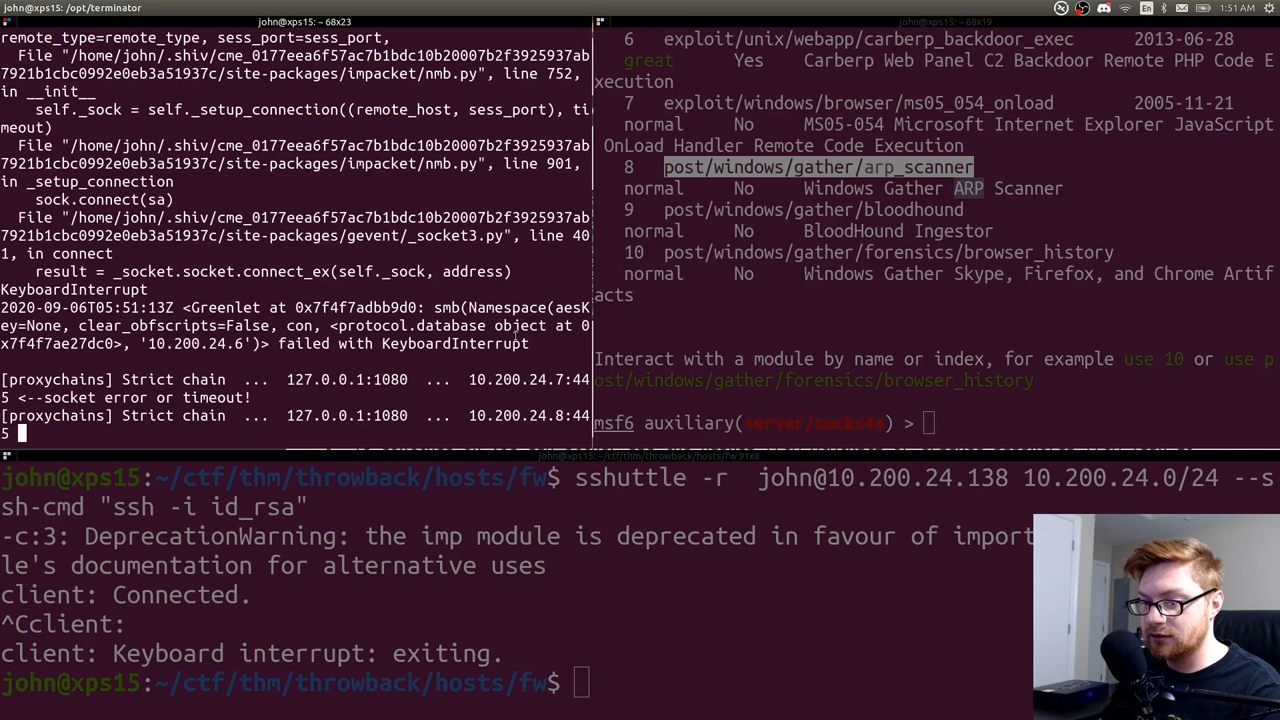 john@xps15: /opt/terminator
En
1:51 AM
john@xps15: ~ 68x23
remote_type=remote_type, sess_port=sess_port,
File "/home/john/.shiv/cme_0177eea6f57ac7b1bdc10b20007b2f3925937ab
7921b1cbc0992e0eb3a51937c/site-packages/impacket/nmb.py", line 752,
in __init__
self._sock = self._setup_connection((remote_host, sess_port), ti
meout)
File "/home/john/.shiv/cme_0177eea6f57ac7b1bdc10b20007b2f3925937ab
7921b1cbc0992e0eb3a51937c/site-packages/impacket/nmb.py", line 901,
in _setup_connection
sock.connect(sa)
File "/home/john/.shiv/cme_0177eea6f57ac7b1bdc10b20007b2f3925937ab
7921b1cbc0992e0eb3a51937c/site-packages/gevent/_socket3.py", line 40
1, in connect
result = _socket.socket.connect_ex(self._sock, address)
KeyboardInterrupt
2020-09-06T05:51:13Z <Greenlet at 0x7f4f7adbb9d0: smb(Namespace(aesK
ey=None, clear_obfscripts=False, con, <protocol.database object at 0
x7f4f7ae27dc0>, '10.200.24.6')> failed with KeyboardInterrupt
[proxychains] Strict chain ... 127.0.0.1:1080 ... 10.200.24.7:44
5 <--socket error or timeout!
[proxychains] Strict chain ... 127.0.0.1:1080 ... 10.200.24.8:44
5
john@xps15: ~ 68x19
6 exploit/unix/webapp/carberp_backdoor_exec 2013-06-28
great Yes Carberp Web Panel C2 Backdoor Remote PHP Code E
xecution
7 exploit/windows/browser/ms05_054_onload 2005-11-21
normal No MS05-054 Microsoft Internet Explorer JavaScript
OnLoad Handler Remote Code Execution
8 post/windows/gather/arp_scanner
normal No Windows Gather ARP Scanner
9 post/windows/gather/bloodhound
normal No BloodHound Ingestor
10 post/windows/gather/forensics/browser_history
normal No Windows Gather Skype, Firefox, and Chrome Artif
acts
Interact with a module by name or index, for example use 10 or use p
ost/windows/gather/forensics/browser_history
msf6 auxiliary(server/socks4a) >
john@xps15: ~/ctf/thm/throwback/hosts/fw 91x8
john@xps15:~/ctf/thm/throwback/hosts/fw$ sshuttle -r john@10.200.24.138 10.200.24.0/24 --s
sh-cmd "ssh -i id_rsa"
-c:3: DeprecationWarning: the imp module is deprecated in favour of import
le's documentation for alternative uses
client: Connected.
^Cclient:
client: Keyboard interrupt: exiting.
john@xps15:~/ctf/thm/throwback/hosts/fw$